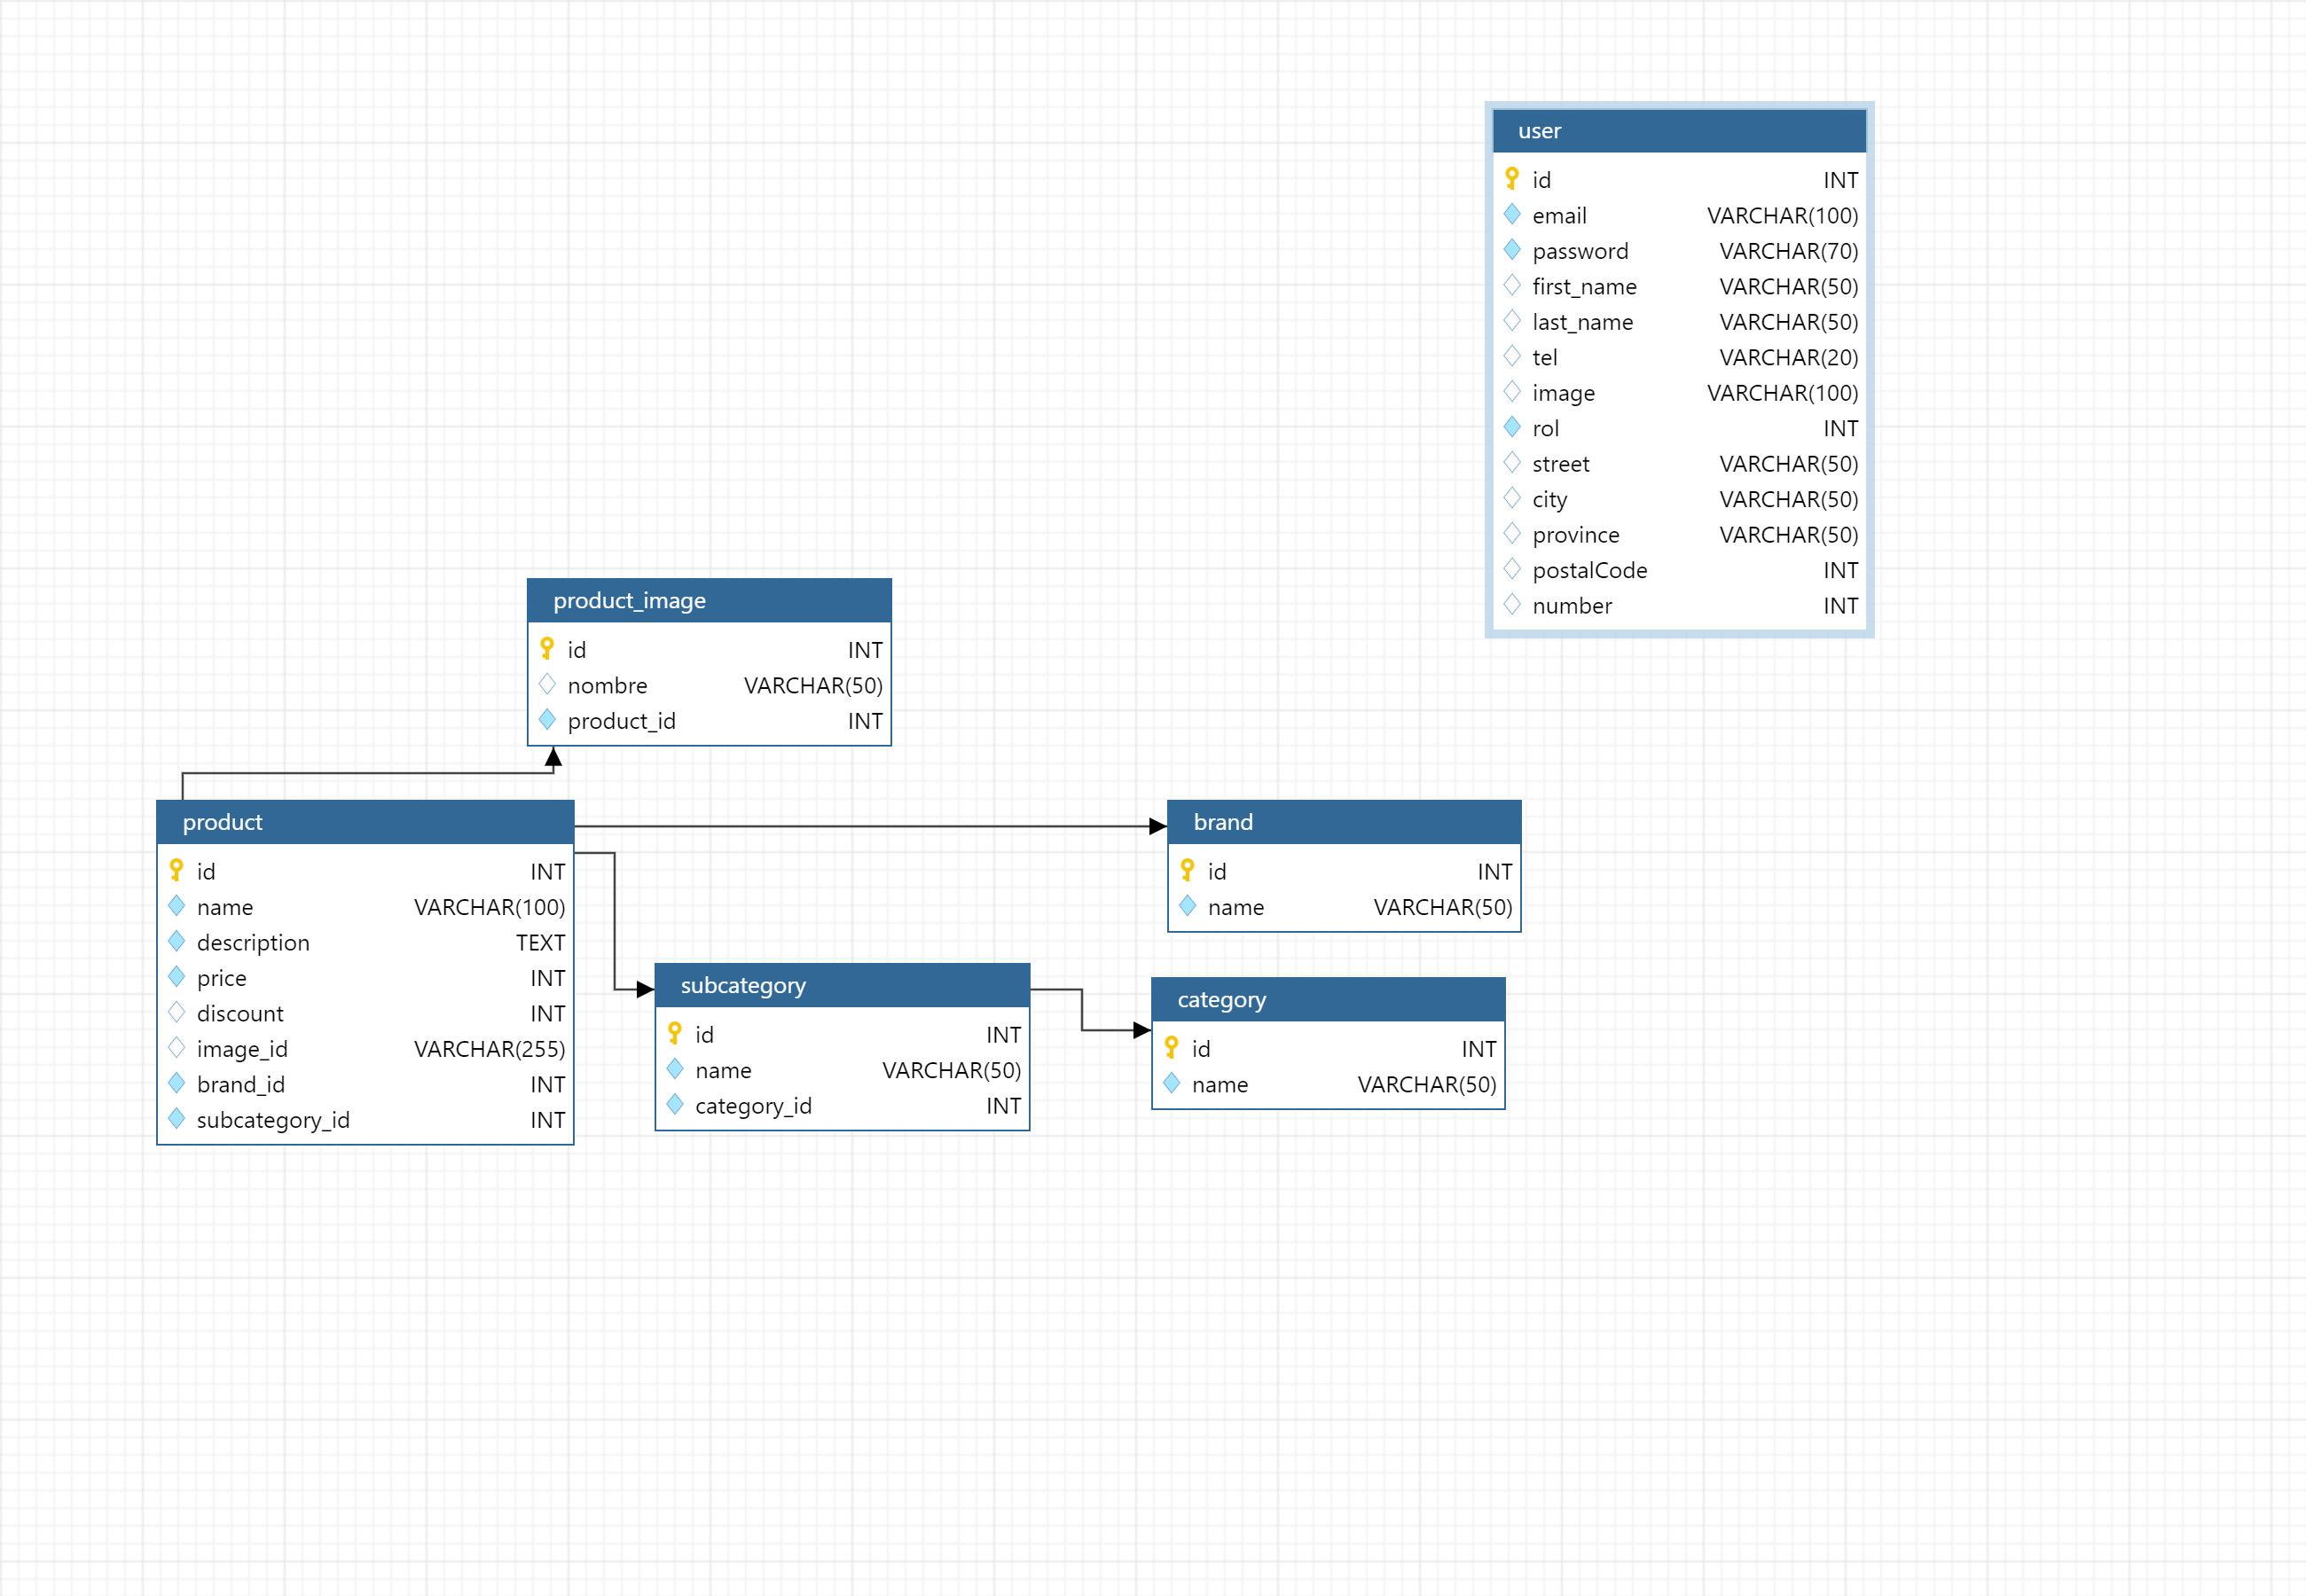 user
id INT
email VARCHAR(100)
password VARCHAR(70)
first_name VARCHAR(50)
last_name VARCHAR(50)
tel VARCHAR(20)
image VARCHAR(100)
rol INT
street VARCHAR(50)
city VARCHAR(50)
province VARCHAR(50)
postalCode INT
number INT
product_image
id INT
nombre VARCHAR(50)
product_id INT
product
id INT
name VARCHAR(100)
description TEXT
price INT
discount INT
image_id VARCHAR(255)
brand_id INT
subcategory_id INT
brand
id INT
name VARCHAR(50)
subcategory
id INT
name VARCHAR(50)
category_id INT
category
id INT
name VARCHAR(50)